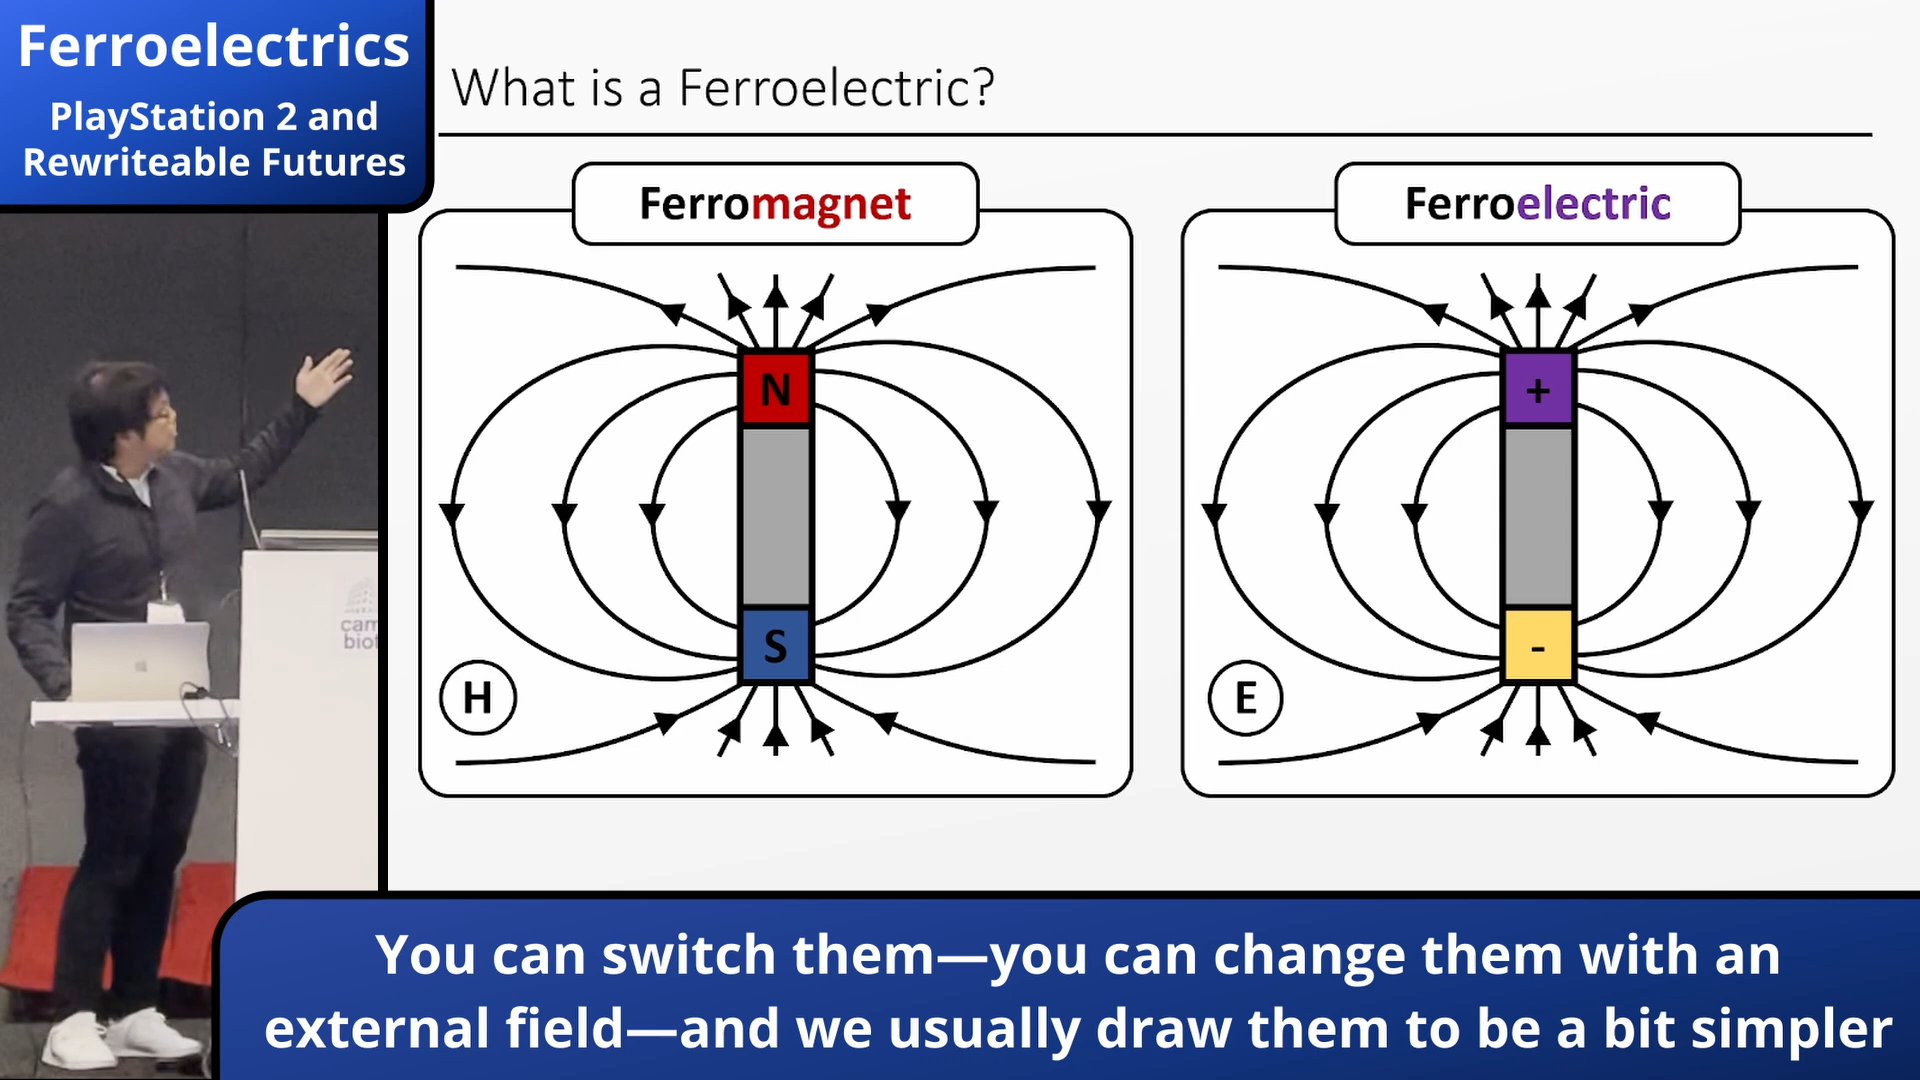 Ferroelectrics
PlayStation 2 and
Rewriteable Futures
What is a Ferroelectric?
Ferromagnet
N
S
H
Ferroelectric
+
-
E
You can switch them—you can change them with an
external field—and we usually draw them to be a bit simpler